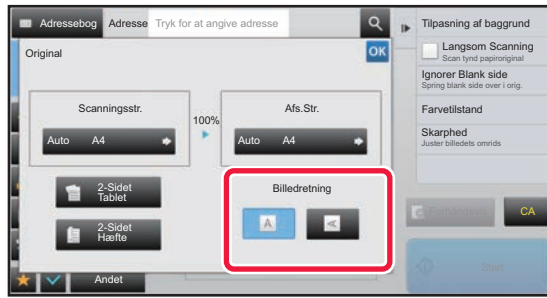 Adressebog
Adresse
Tryk for at angive adresse
Original
OK
Scanningsstr.
100%
Afs.Str.
Auto A4
Auto A4
2-Sidet
Tablet
2-Sidet
Hæfte
Billedretning
A
A
Andet
Tilpasning af baggrund
Langsom Scanning
Scan tynd papiroriginal
Ignorer Blank side
Spring blank side over i orig.
Farvetilstand
Skarphed
Juster billedets omrids
CA
Start